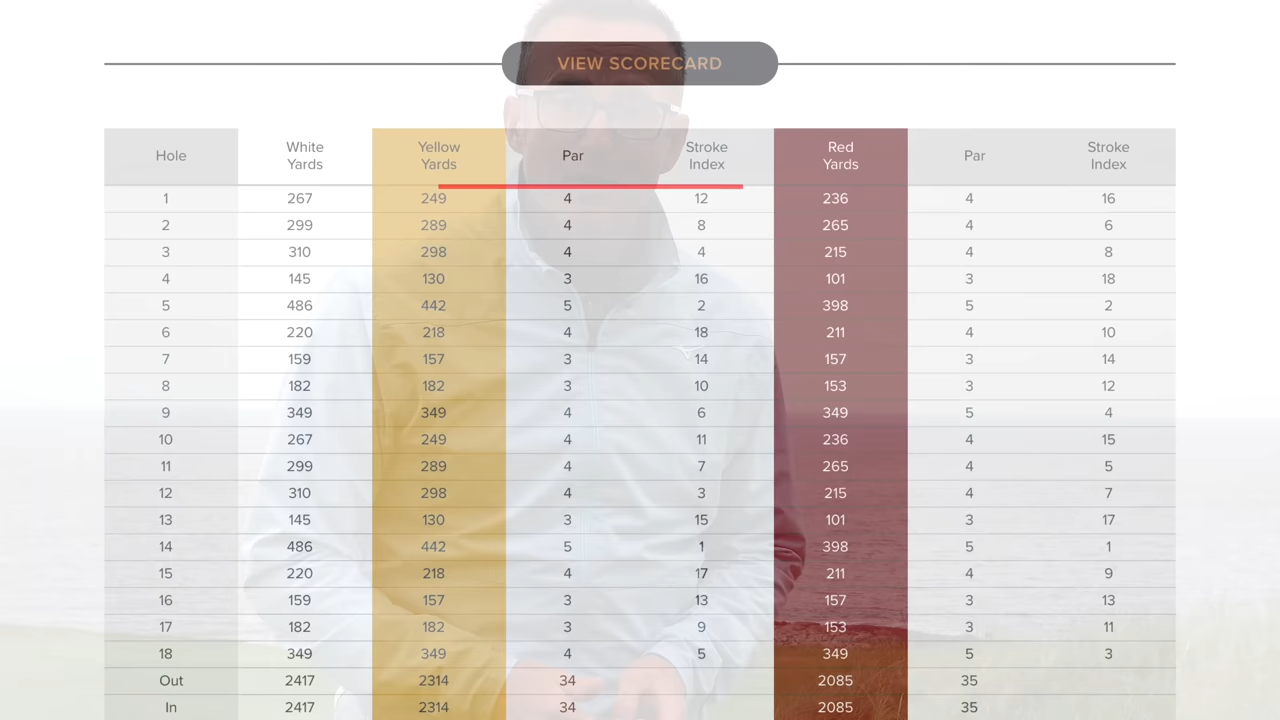 VIEW SCORECARD
Hole White Yards Yellow Yards Par Stroke Index Red Yards Par Stroke Index
1 267 249 4 12 236 4 16
2 299 289 4 8 265 4 6
3 310 298 4 4 215 4 8
4 145 130 3 16 101 3 18
5 486 442 5 2 398 5 2
6 220 218 4 18 211 4 10
7 159 157 3 14 157 3 14
8 182 182 3 10 153 3 12
9 349 349 4 6 349 5 4
10 267 249 4 11 236 4 15
11 299 289 4 7 265 4 5
12 310 298 4 3 215 4 7
13 145 130 3 15 101 3 17
14 486 442 5 1 398 5 1
15 220 218 4 17 211 4 9
16 159 157 3 13 157 3 13
17 182 182 3 9 153 3 11
18 349 349 4 5 349 5 3
Out 2417 2314 34 2085 35
In 2417 2314 34 2085 35